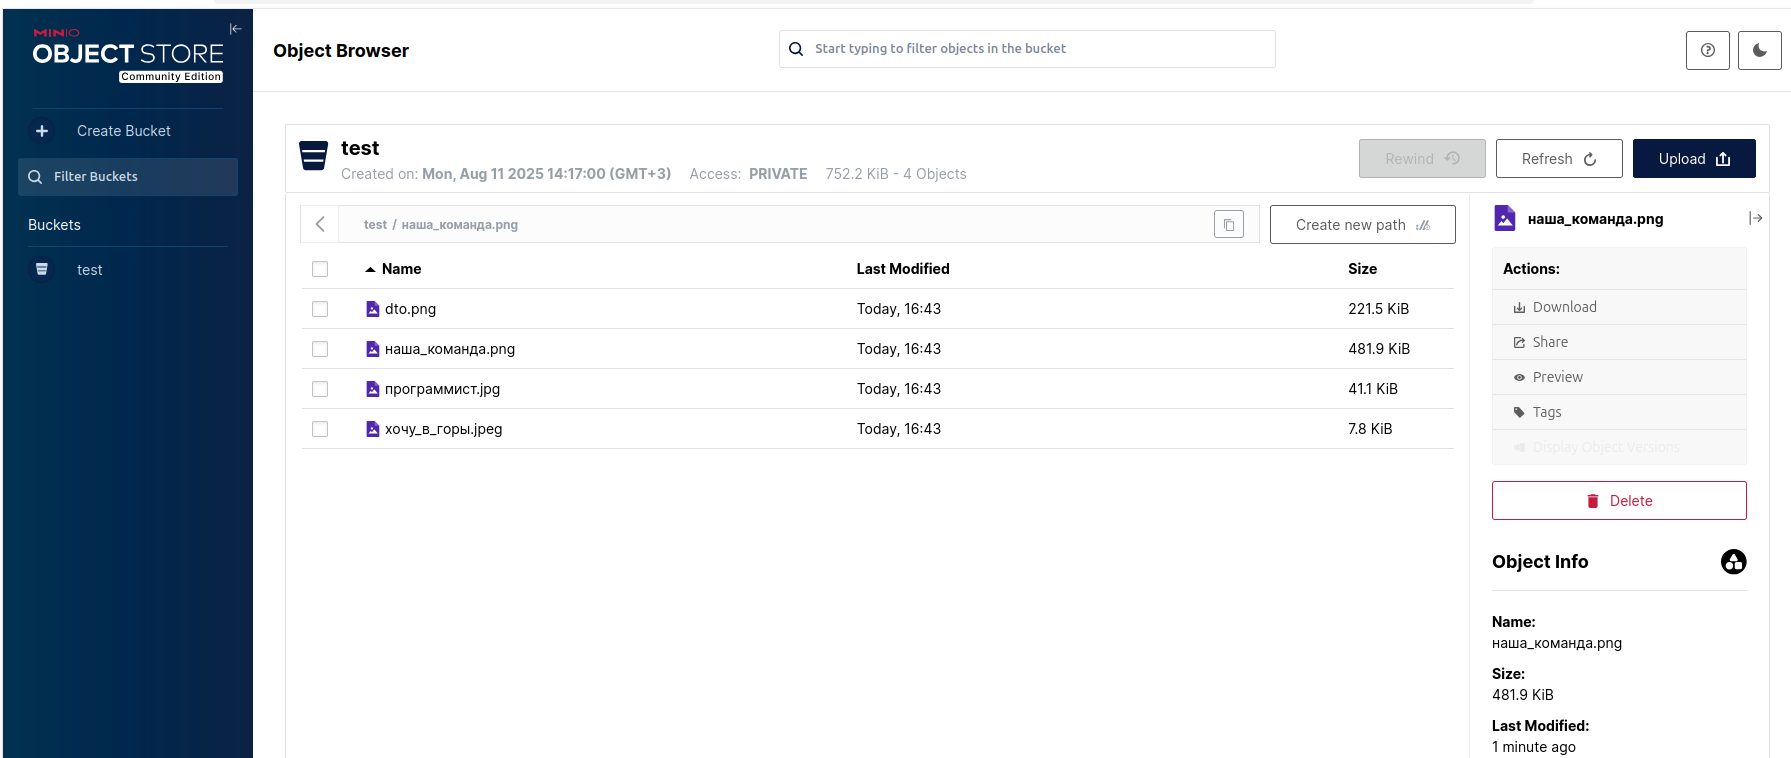 MINIO
OBJECT STORE
Community Edition
Create Bucket
Filter Buckets
Buckets
test
Object Browser
Start typing to filter objects in the bucket
test
Created on: Mon, Aug 11 2025 14:17:00 (GMT+3) Access: PRIVATE 752.2 KiB - 4 Objects
Rewind Refresh Upload
test / наша_команда.png
Create new path
Name Last Modified Size
dto.png Today, 16:43 221.5 KiB
наша_команда.png Today, 16:43 481.9 KiB
программист.jpg Today, 16:43 41.1 KiB
хочу_в_горы.jpeg Today, 16:43 7.8 KiB
наша_команда.png
Actions:
Download
Share
Preview
Tags
Display Object Versions
Delete
Object Info
Name:
наша_команда.png
Size:
481.9 KiB
Last Modified:
1 minute ago